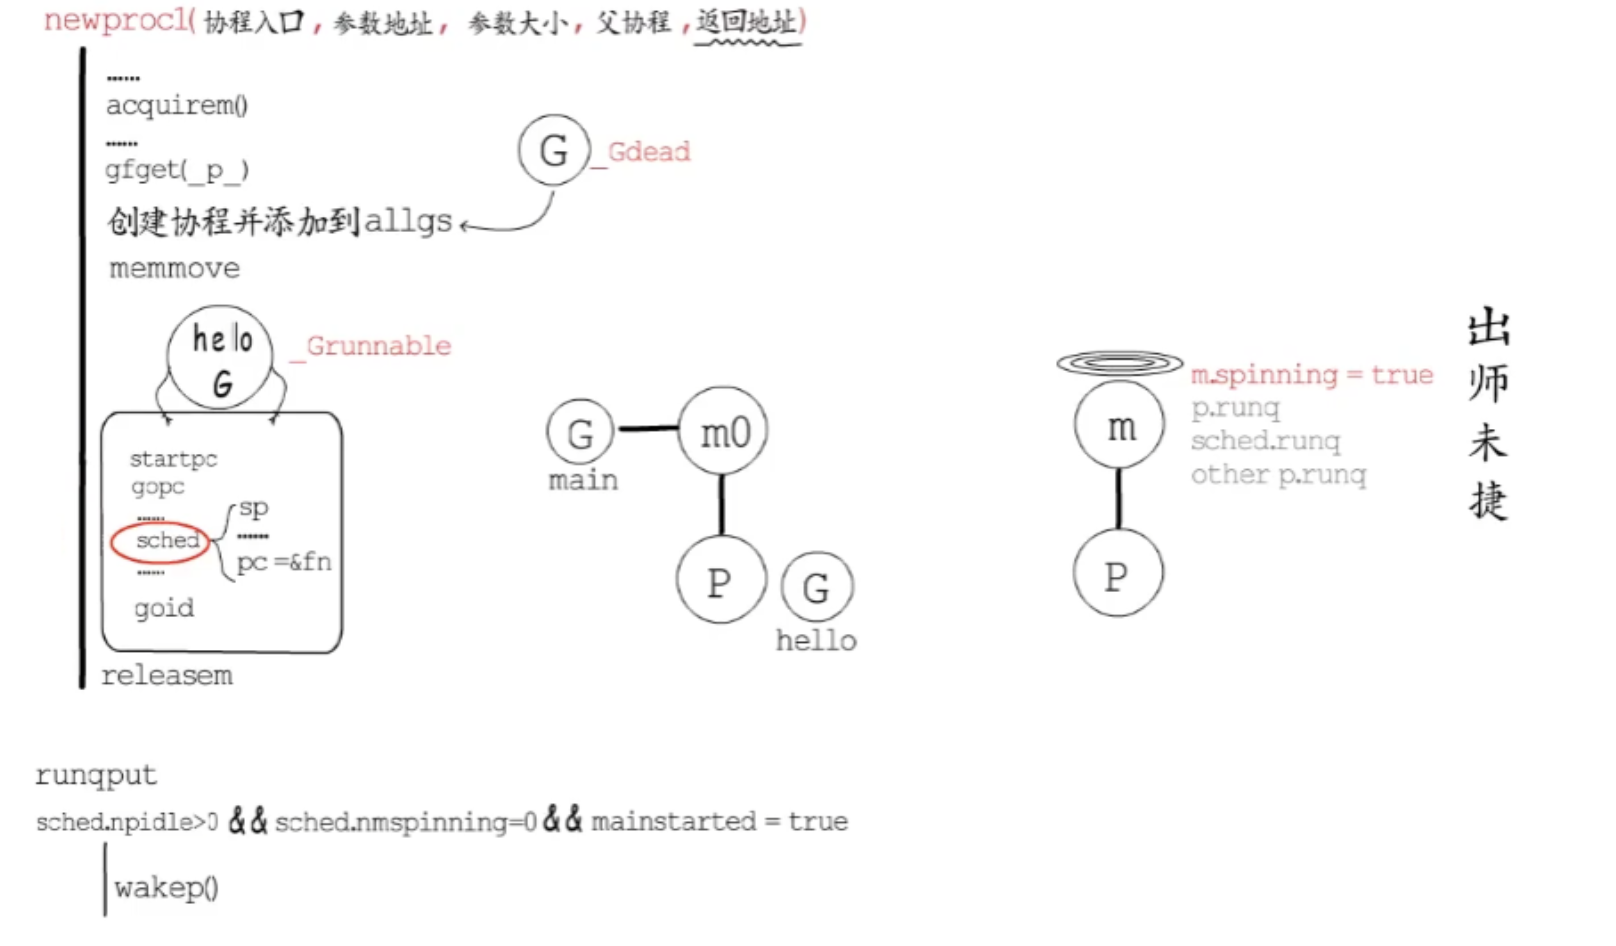 newproc1( 协程入口 , 参数地址 , 参数大小 , 父协程 , 返回地址)
......
acquirem()
......
gfget(_p_)
创建协程并添加到allgs
G
_Gdead
memmove
hello
G
_Grunnable
startpc
gopc
......
sched
sp
......
pc =&fn
......
goid
releasem
G
main
m0
P
G
hello
m
P
m.spinning = true
p.runq
sched.runq
other p.runq
出师未捷
runqput
sched.npidle>0 && sched.nmspinning=0 && mainstarted = true
wakep()